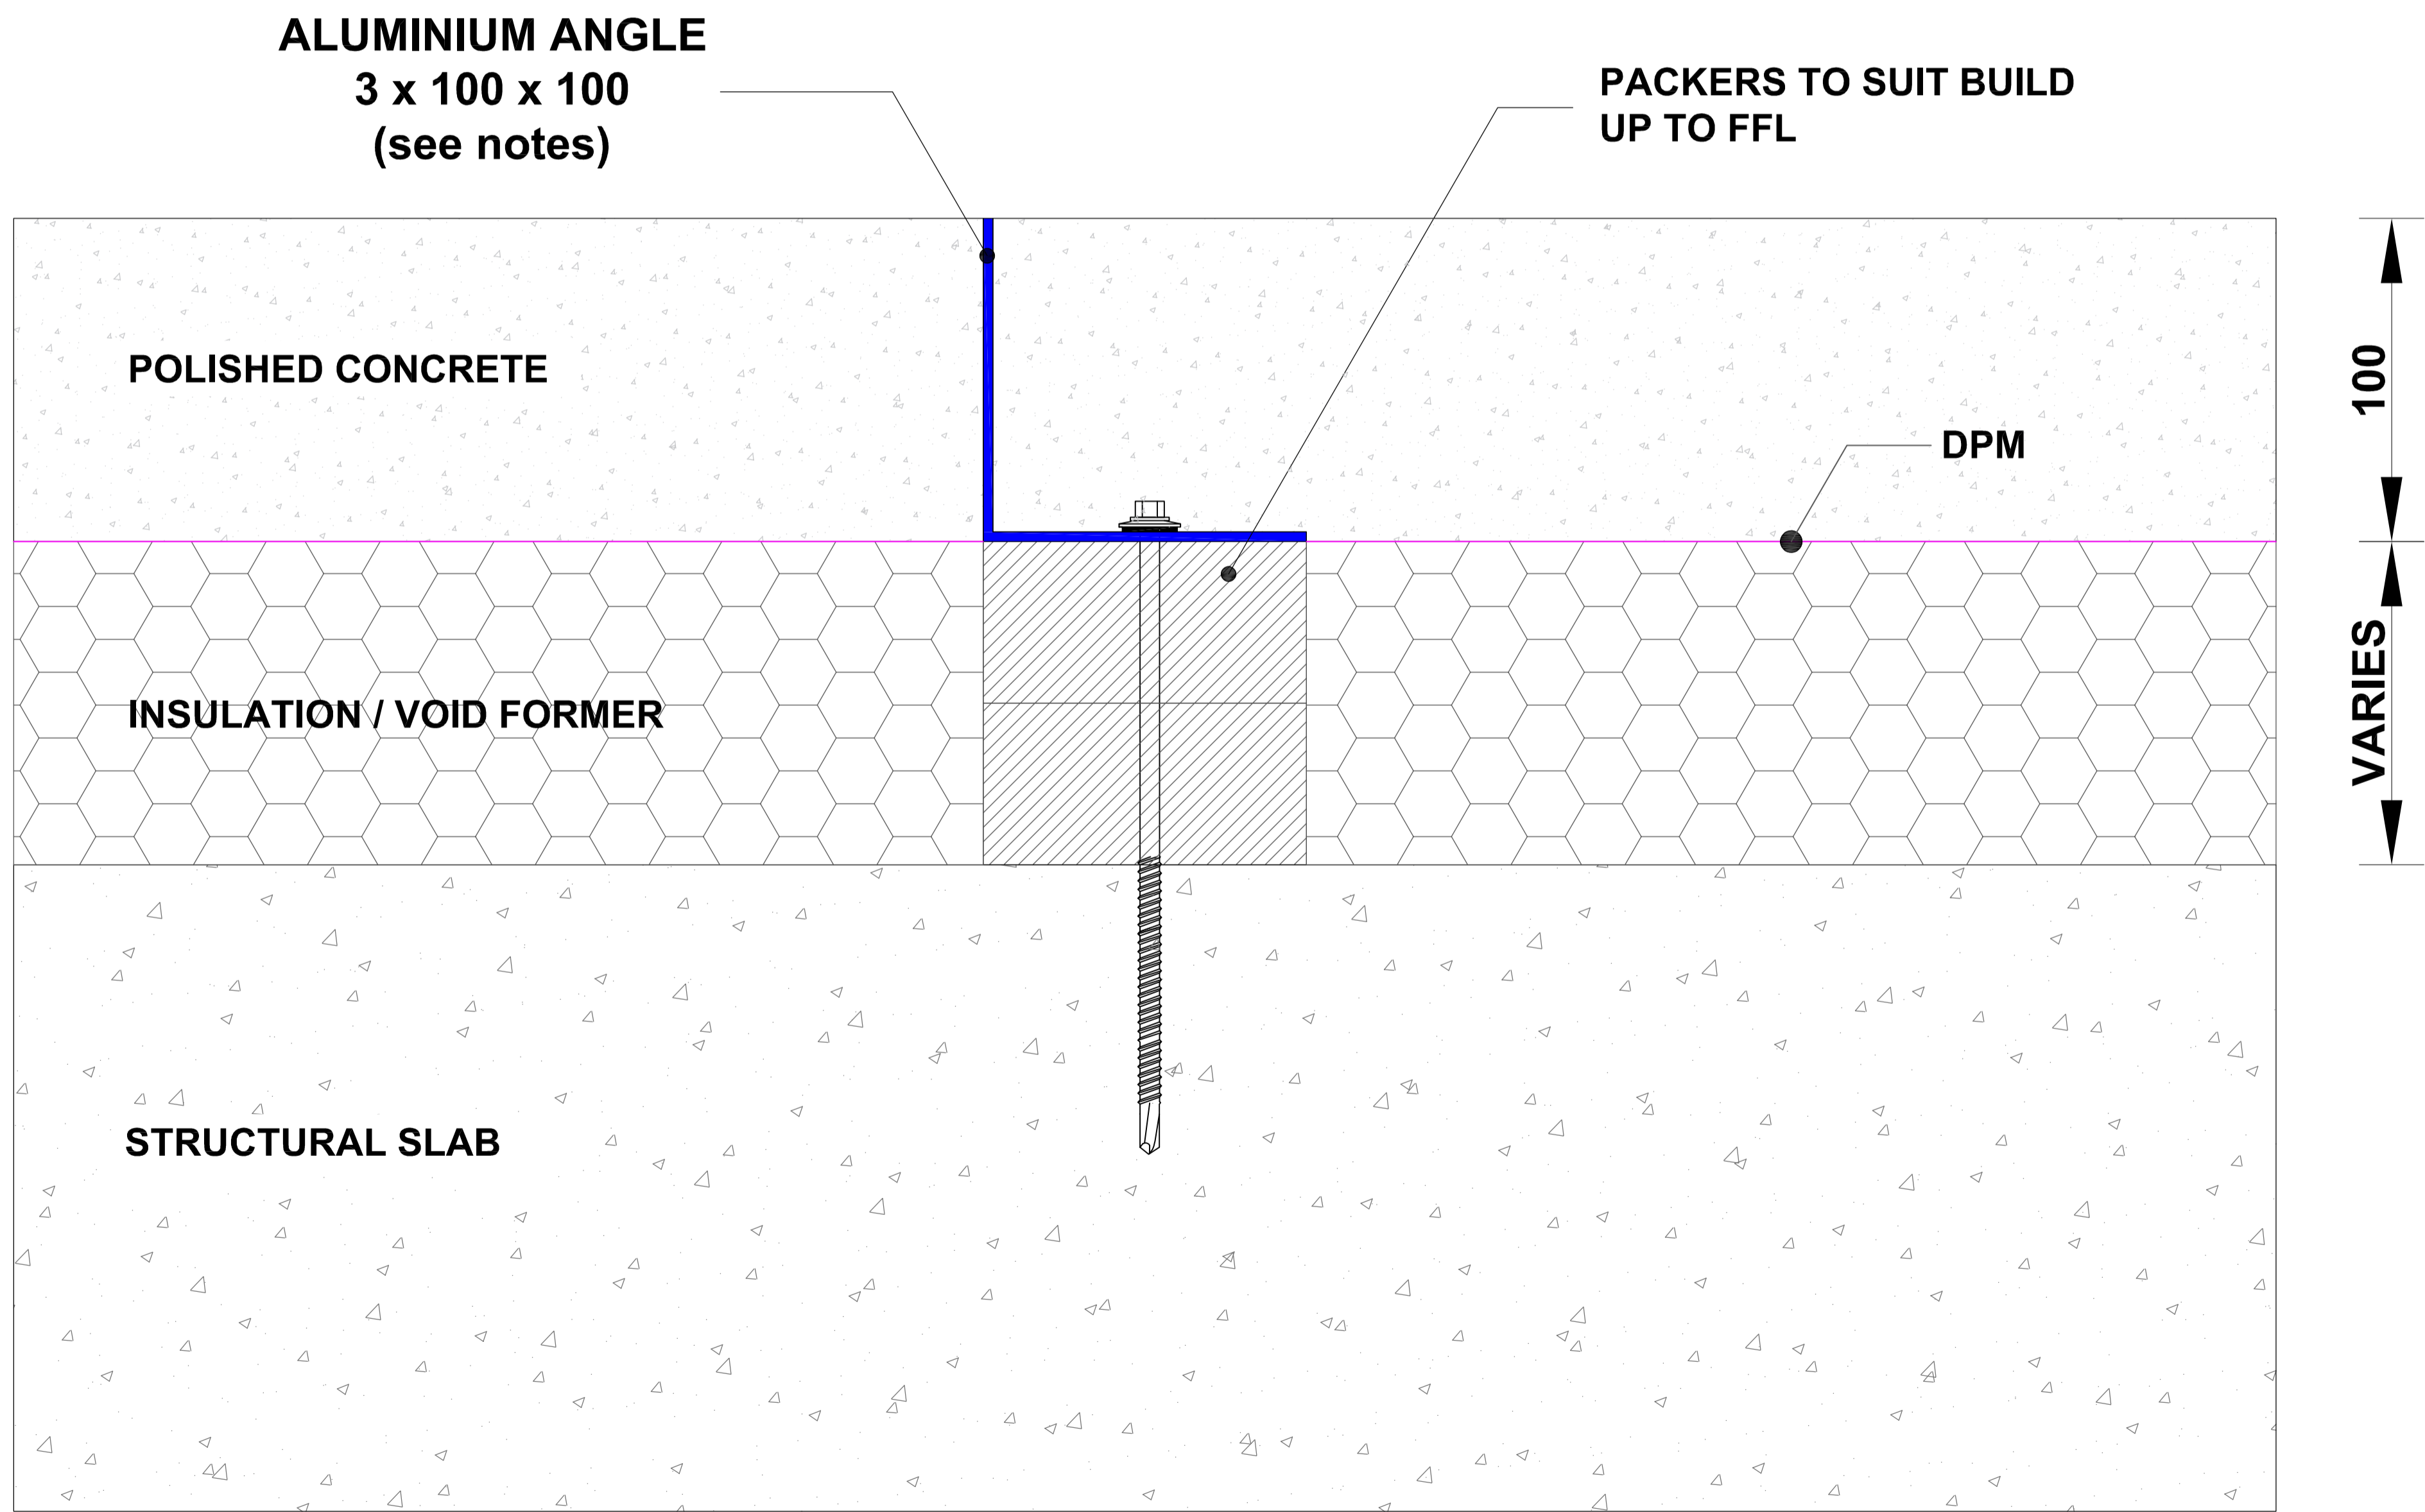 ALUMINIUM ANGLE
3 x 100 x 100
(see notes)
PACKERS TO SUIT BUILD
UP TO FFL
POLISHED CONCRETE
100
DPM
INSULATION / VOID FORMER
VARIES
STRUCTURAL SLAB